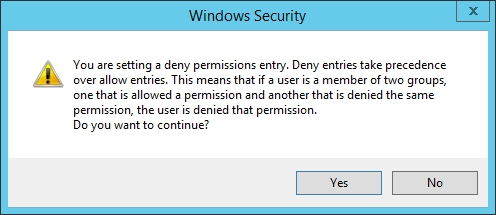 Windows Security
You are setting a deny permissions entry. Deny entries take precedence
over allow entries. This means that if a user is a member of two groups,
one that is allowed a permission and another that is denied the same
permission, the user is denied that permission.
Do you want to continue?
Yes
No